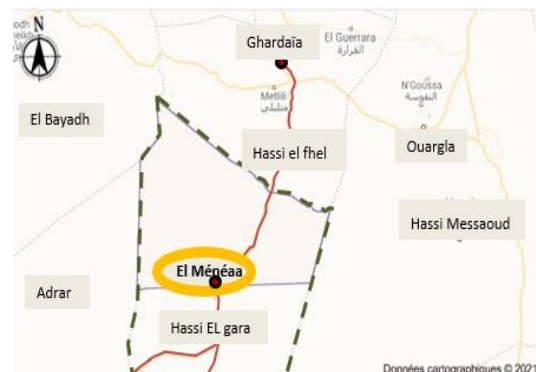 N
Ghardaïa
El Guerrara
القرارة
Metlili
متليلي
N'Goussa
النقوسة
El Bayadh
Hassi el fhel
Ouargla
Hassi Messaoud
El Ménéaa
Adrar
Hassi EL gara
Données cartographiques © 2021